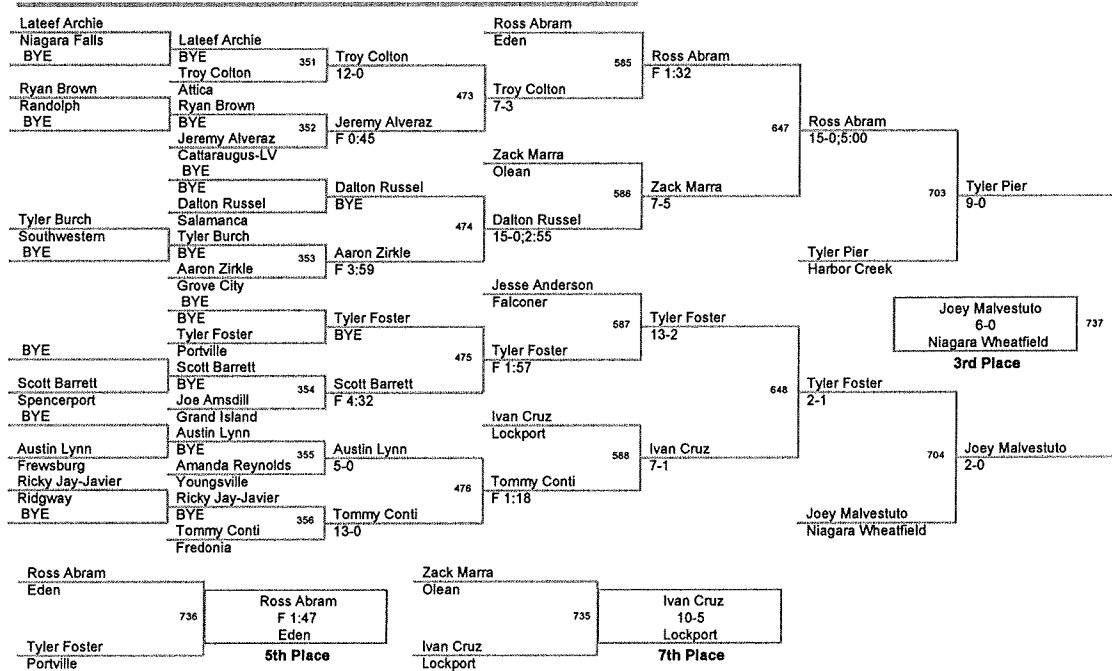 Lateef Archie
Niagara Falls
BYE
Ryan Brown
Randolph
BYE
Tyler Burch
Southwestern
BYE
BYE
Scott Barrett
Spencerport
BYE
Austin Lynn
Frewsburg
Ricky Jay-Javier
Ridgway
BYE
Lateef Archie
BYE
351
Troy Colton
Attica
Ryan Brown
BYE
352
Jeremy Alveraz
Cattaraugus-LV
BYE
BYE
Dalton Russel
Salamanca
Tyler Burch
BYE
353
Aaron Zirkle
Grove City
BYE
BYE
Tyler Foster
Portville
Scott Barrett
BYE
354
Joe Amsdill
Grand Island
Austin Lynn
BYE
355
Amanda Reynolds
Youngsville
Ricky Jay-Javier
BYE
356
Tommy Conti
Fredonia
Troy Colton
12-0
473
Jeremy Alveraz
F 0:45
Dalton Russel
BYE
474
Aaron Zirkle
F 3:59
Tyler Foster
BYE
475
Scott Barrett
F 4:32
Austin Lynn
5-0
476
Tommy Conti
13-0
Ross Abram
Eden
585
Troy Colton
7-3
Zack Marra
Olean
586
Dalton Russel
15-0;2:55
Jesse Anderson
Falconer
587
Tyler Foster
F 1:57
Ivan Cruz
Lockport
588
Tommy Conti
F 1:18
Ross Abram
F 1:32
647
Zack Marra
7-5
Tyler Foster
13-2
648
Ivan Cruz
7-1
Ross Abram
15-0;5:00
703
Tyler Pier
Harbor Creek
Tyler Foster
2-1
704
Joey Malvestuto
Niagara Wheatfield
Tyler Pier
9-0
Joey Malvestuto
6-0
Niagara Wheatfield
737
3rd Place
Joey Malvestuto
2-0
Ross Abram
Eden
736
Tyler Foster
Portville
Ross Abram
F 1:47
Eden
5th Place
Zack Marra
Olean
735
Ivan Cruz
Lockport
Ivan Cruz
10-5
Lockport
7th Place